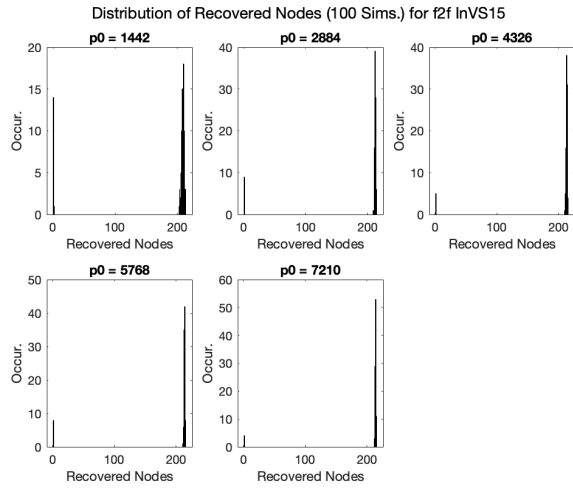 Distribution of Recovered Nodes (100 Sims.) for f2f InVS15
p0 = 1442
20
15
10
5
0
Occur.
0 100 200
Recovered Nodes
p0 = 2884
40
30
20
10
0
Occur.
0 100 200
Recovered Nodes
p0 = 4326
40
30
20
10
0
Occur.
0 100 200
Recovered Nodes
p0 = 5768
50
40
30
20
10
0
Occur.
0 100 200
Recovered Nodes
p0 = 7210
60
50
40
30
20
10
0
Occur.
0 100 200
Recovered Nodes